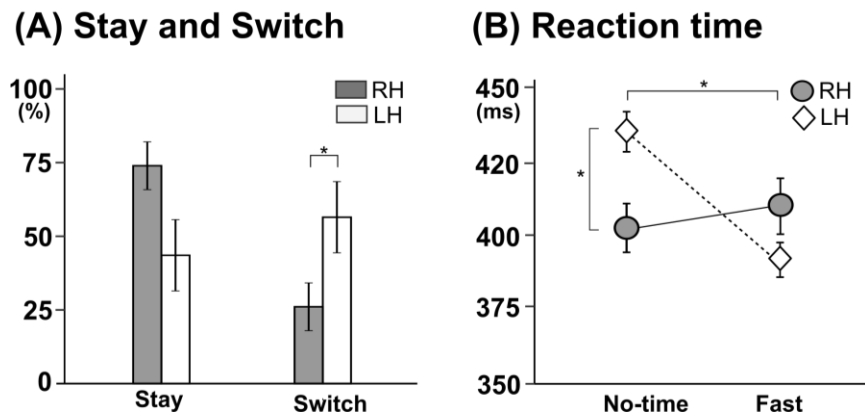 (A) Stay and Switch
100
(%)
75
50
25
0
RH
LH
*
Stay
Switch
(B) Reaction time
450
(ms)
420
400
375
350
*
*
RH
LH
No-time
Fast